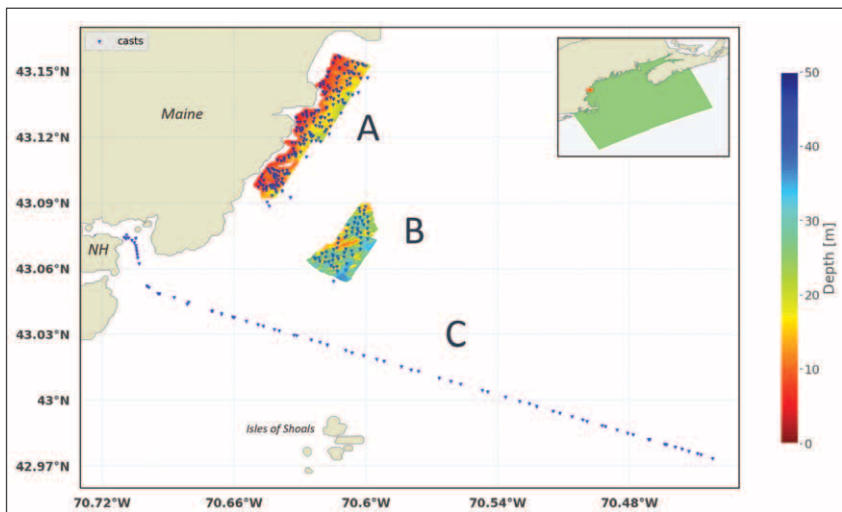 casts
43.15°N
43.12°N
43.09°N
43.06°N
43.03°N
43°N
42.97°N
Maine
NH
A
B
C
Isles of Shoals
70.72°W
70.66°W
70.6°W
70.54°W
70.48°W
50
40
30
20
10
0
Depth [m]